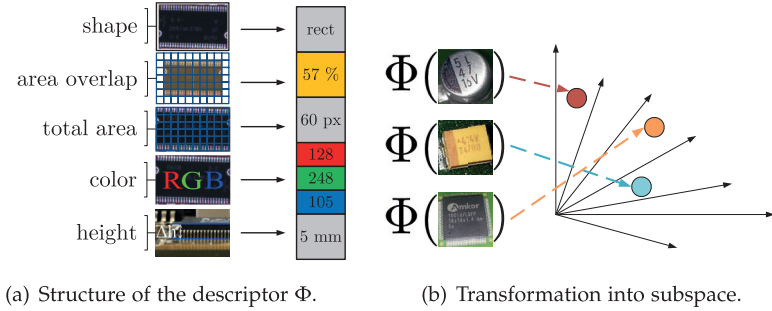 shape
rect
area overlap
57 %
total area
60 px
color
RGB
128
248
105
height
Δh
5 mm
(a) Structure of the descriptor Φ.
Φ(
)
Φ(
)
Φ(
Amkor
)
(b) Transformation into subspace.